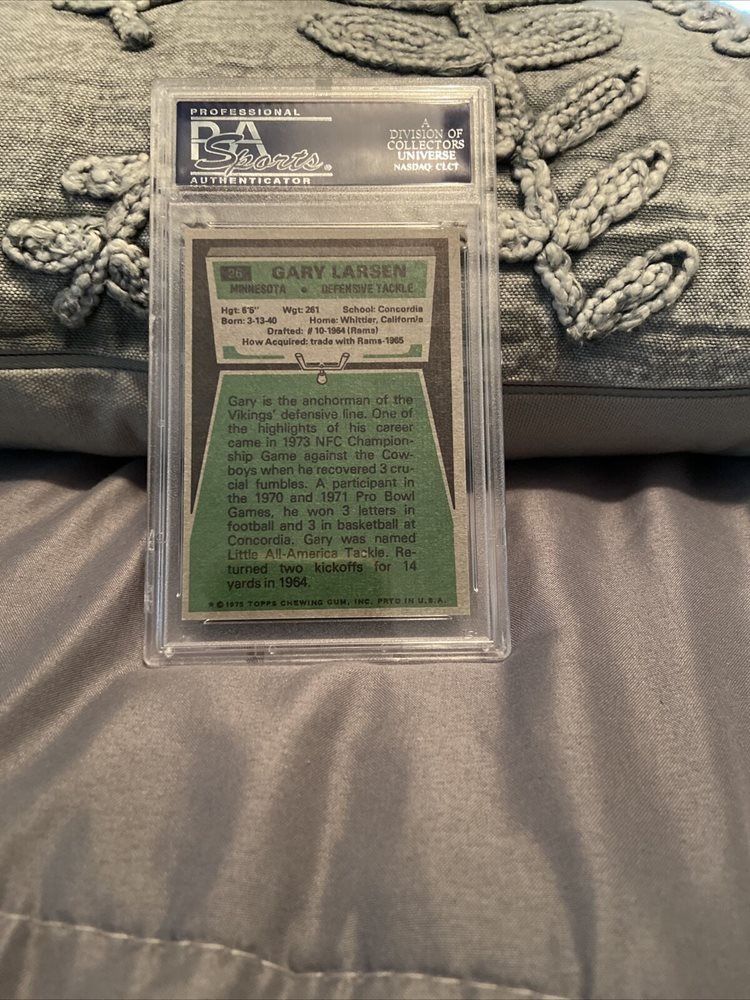 PROFESSIONAL
PSA
Sports®
AUTHENTICATOR
A
DIVISION OF
COLLECTORS
UNIVERSE
NASDAQ: CLCT
26 GARY LARSEN
MINNESOTA • DEFENSIVE TACKLE
Hgt: 6'5" Wgt: 261 School: Concordia
Born: 3-13-40 Home: Whittier, California
Drafted: #10-1964 (Rams)
How Acquired: trade with Rams-1965
Gary is the anchorman of the
Vikings' defensive line. One of
the highlights of his career
came in 1973 NFC Champion-
ship Game against the Cow-
boys when he recovered 3 cru-
cial fumbles. A participant in
the 1970 and 1971 Pro Bowl
Games, he won 3 letters in
football and 3 in basketball at
Concordia. Gary was named
Little All-America Tackle. Re-
turned two kickoffs for 14
yards in 1964.
* © 1975 TOPPS CHEWING GUM, INC. PRTD IN U.S.A.